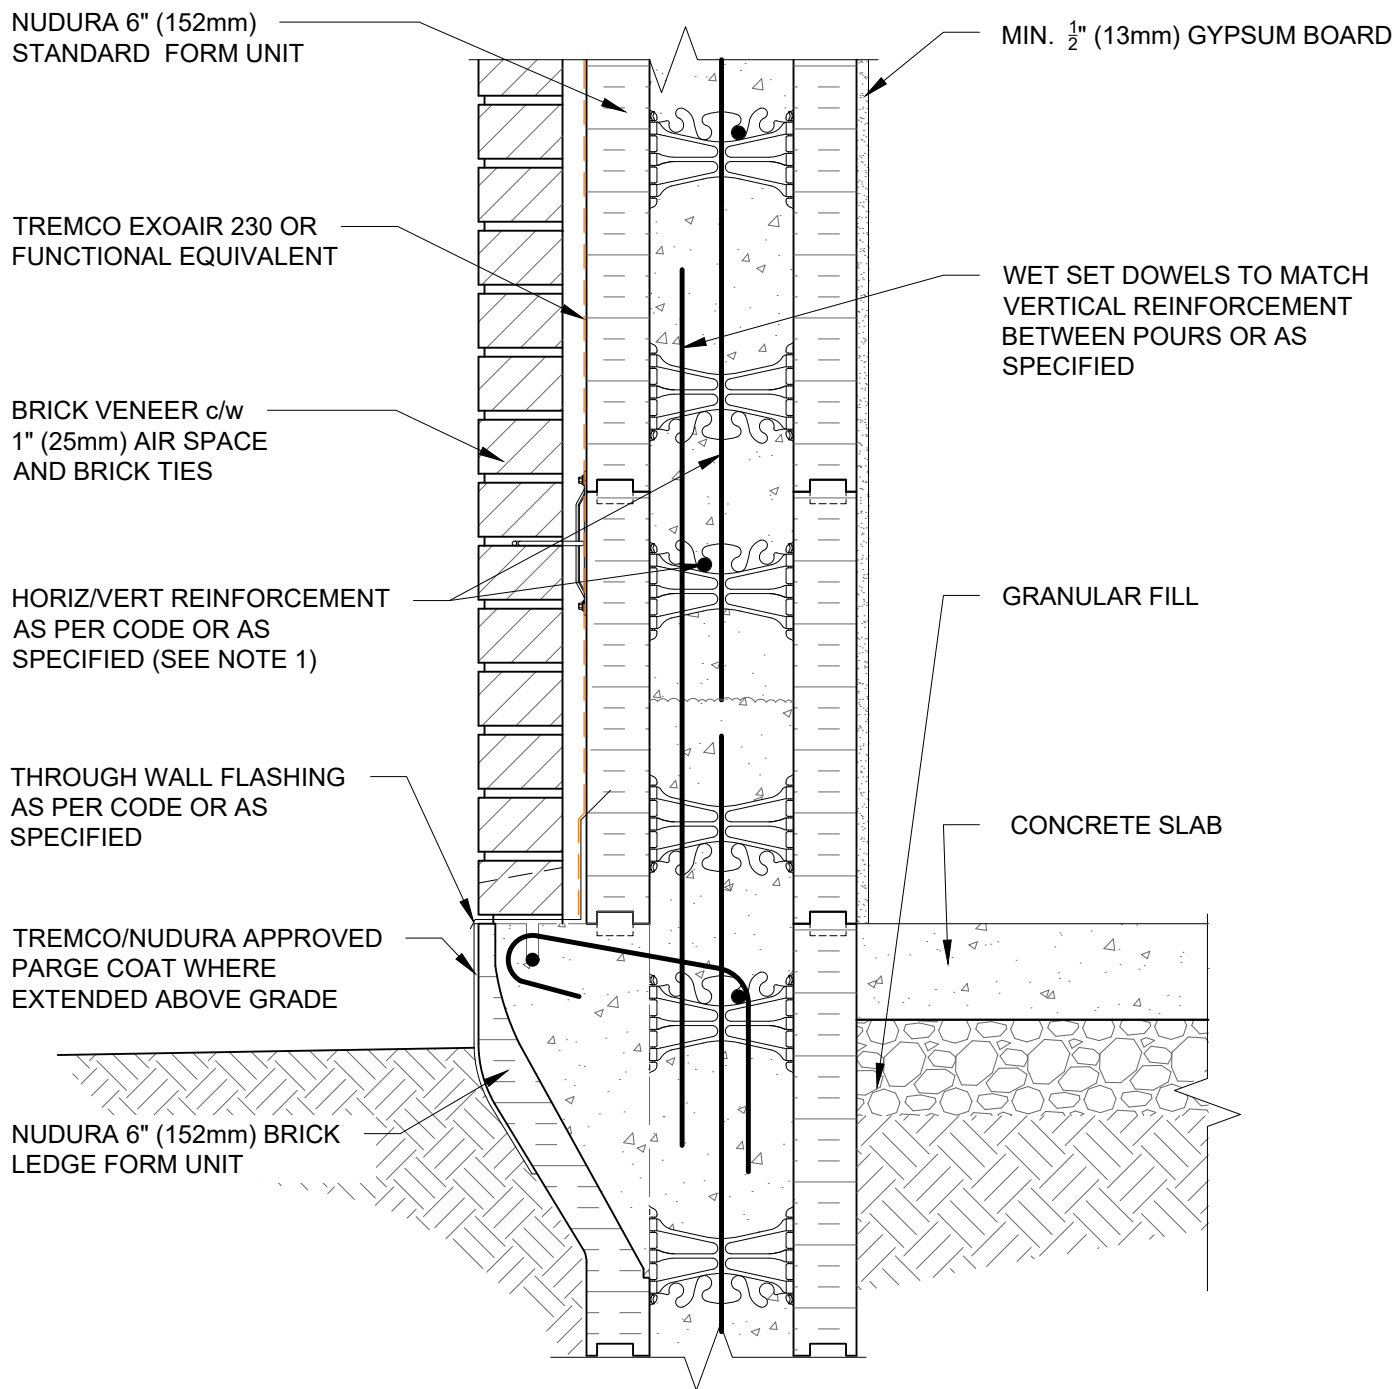 NUDURA 6" (152mm)
STANDARD FORM UNIT
MIN. 1/2" (13mm) GYPSUM BOARD
TREMCO EXOAIR 230 OR
FUNCTIONAL EQUIVALENT
WET SET DOWELS TO MATCH
VERTICAL REINFORCEMENT
BETWEEN POURS OR AS
SPECIFIED
BRICK VENEER c/w
1" (25mm) AIR SPACE
AND BRICK TIES
HORIZ/VERT REINFORCEMENT
AS PER CODE OR AS
SPECIFIED (SEE NOTE 1)
GRANULAR FILL
THROUGH WALL FLASHING
AS PER CODE OR AS
SPECIFIED
CONCRETE SLAB
TREMCO/NUDURA APPROVED
PARGE COAT WHERE
EXTENDED ABOVE GRADE
NUDURA 6" (152mm) BRICK
LEDGE FORM UNIT